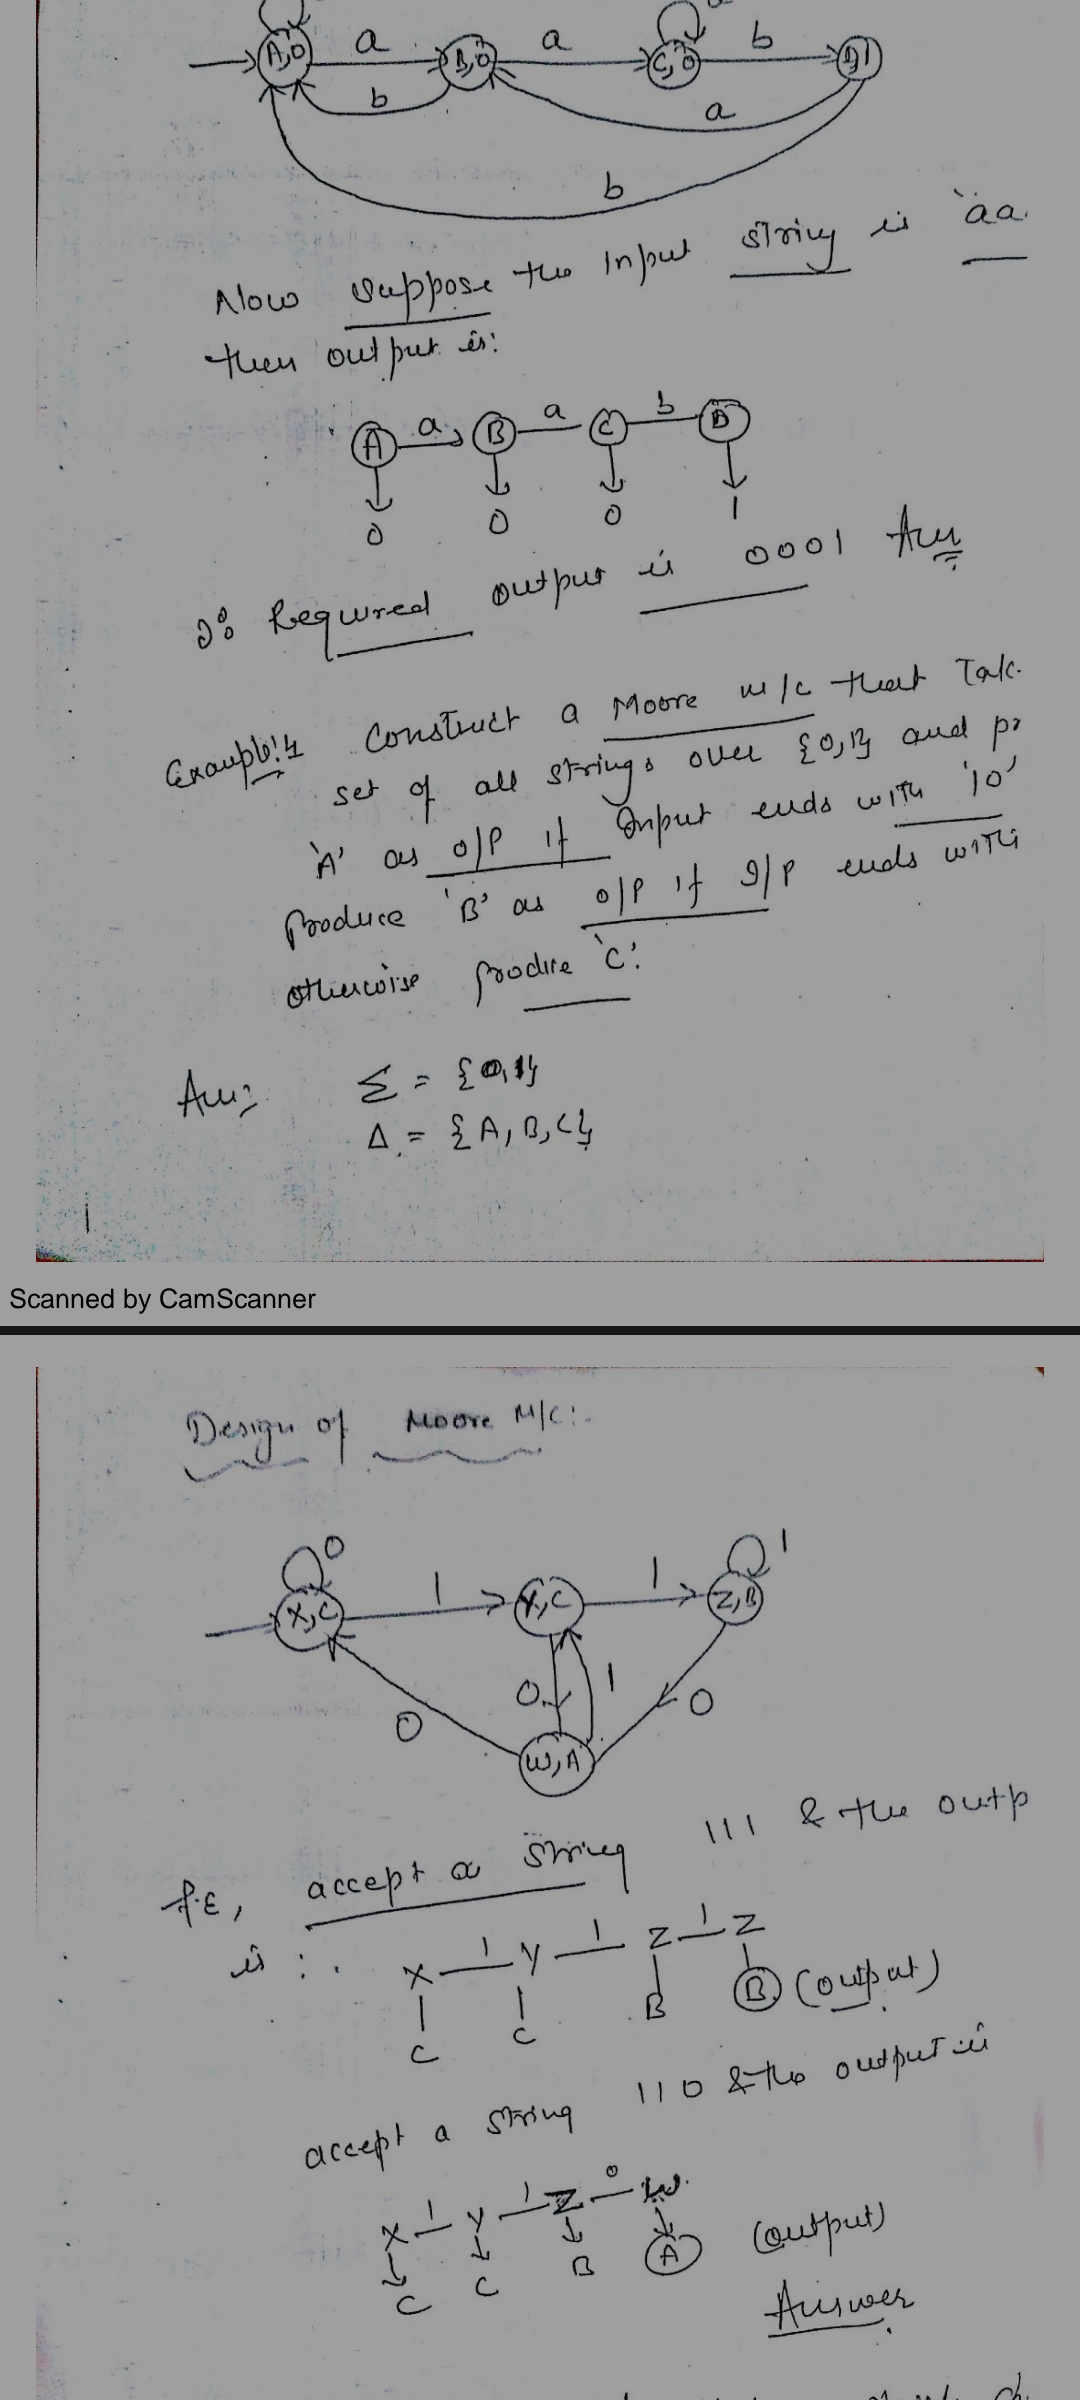 A,0 a B,0 a C,0 b D,1
b
a
b
Now suppose the Input string is 'aa
then output is:
A a B a C b D
0 0 0 1
Required output is 0001 Ans
Example:4 Construct a Moore m/c that Tak
set of all strings over {0,1} and pr
'A' as O/P if Input ends with '10'
produce 'B' as O/P if I/P ends with
otherwise produce 'C'.
Ans: Σ = {0,1}
Δ = {A, B, C}
Scanned by CamScanner
Design of Moore M/C:-
0 1
X,C 1 Y,C 1 Z,B
0 0 1 0
W,A
accept a string 111 & the outp
is :
X 1 Y 1 Z 1 Z
C C B B (output)
accept a string 110 & the output is
X 1 Y 1 Z 0 W
C C B A (output)
Answer